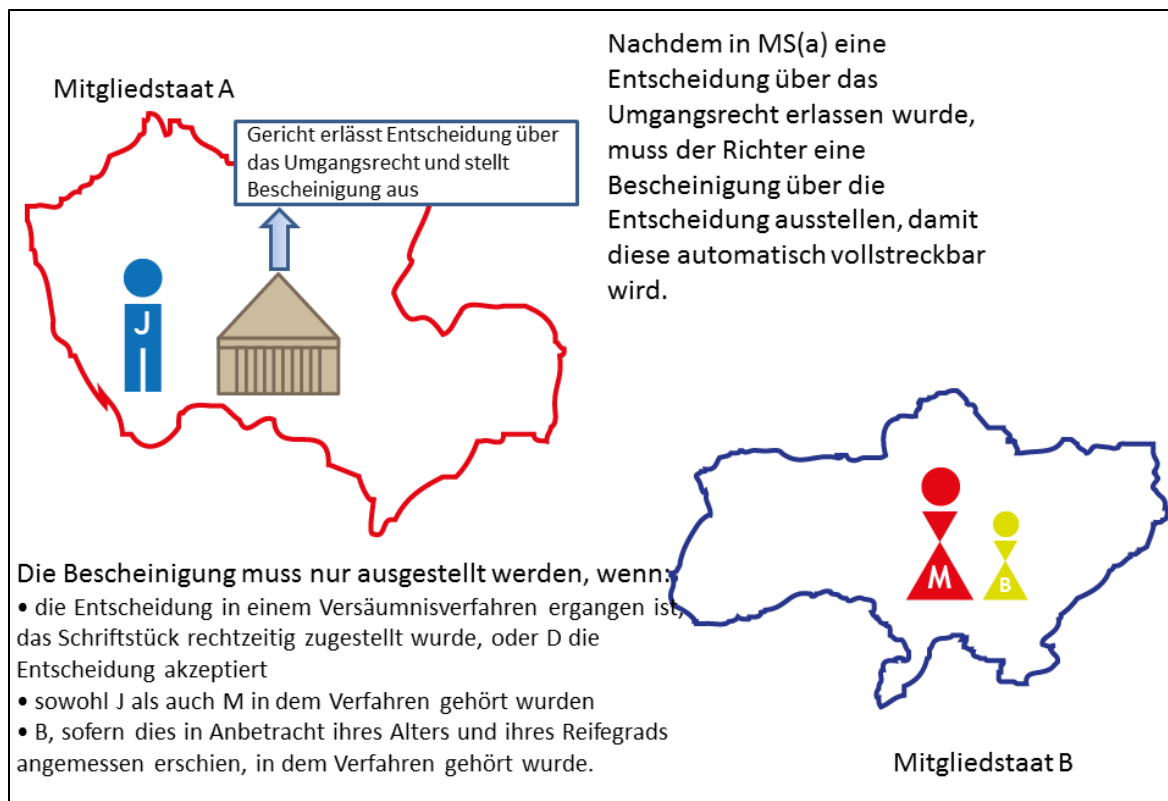 Mitgliedstaat A
Gericht erlässt Entscheidung über
das Umgangsrecht und stellt
Bescheinigung aus
J
Nachdem in MS(a) eine
Entscheidung über das
Umgangsrecht erlassen wurde,
muss der Richter eine
Bescheinigung über die
Entscheidung ausstellen, damit
diese automatisch vollstreckbar
wird.
M
B
Die Bescheinigung muss nur ausgestellt werden, wenn:
• die Entscheidung in einem Versäumnisverfahren ergangen ist,
das Schriftstück rechtzeitig zugestellt wurde, oder D die
Entscheidung akzeptiert
• sowohl J als auch M in dem Verfahren gehört wurden
• B, sofern dies in Anbetracht ihres Alters und ihres Reifegrads
angemessen erschien, in dem Verfahren gehört wurde.
Mitgliedstaat B